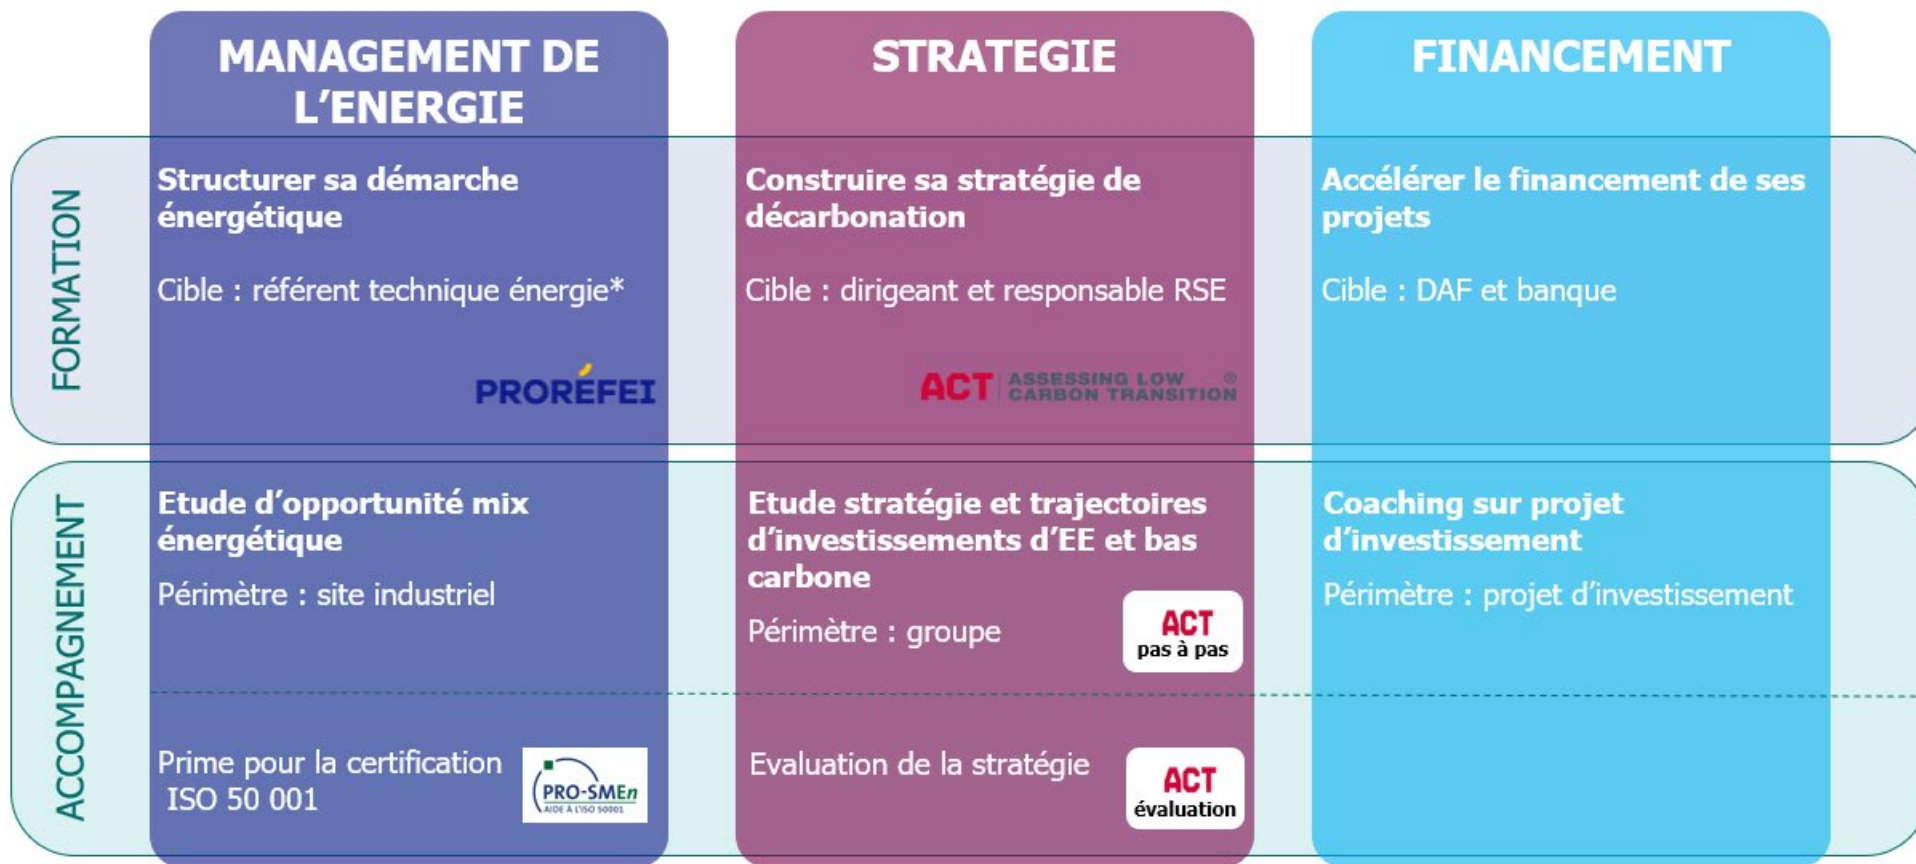 MANAGEMENT DE
L'ENERGIE
STRATEGIE
FINANCEMENT
FORMATION
Structurer sa démarche
énergétique
Cible : référent technique énergie*
PRORÉFEI
Construire sa stratégie de
décarbonation
Cible : dirigeant et responsable RSE
ACT ASSESSING LOW ®
CARBON TRANSITION
Accélérer le financement de ses
projets
Cible : DAF et banque
ACCOMPAGNEMENT
Etude d'opportunité mix
énergétique
Périmètre : site industriel
Prime pour la certification
ISO 50 001
PRO-SMEn
AIDE A L'ISO 50001
Etude stratégie et trajectoires
d'investissements d'EE et bas
carbone
Périmètre : groupe
ACT
pas à pas
Evaluation de la stratégie
ACT
évaluation
Coaching sur projet
d'investissement
Périmètre : projet d'investissement